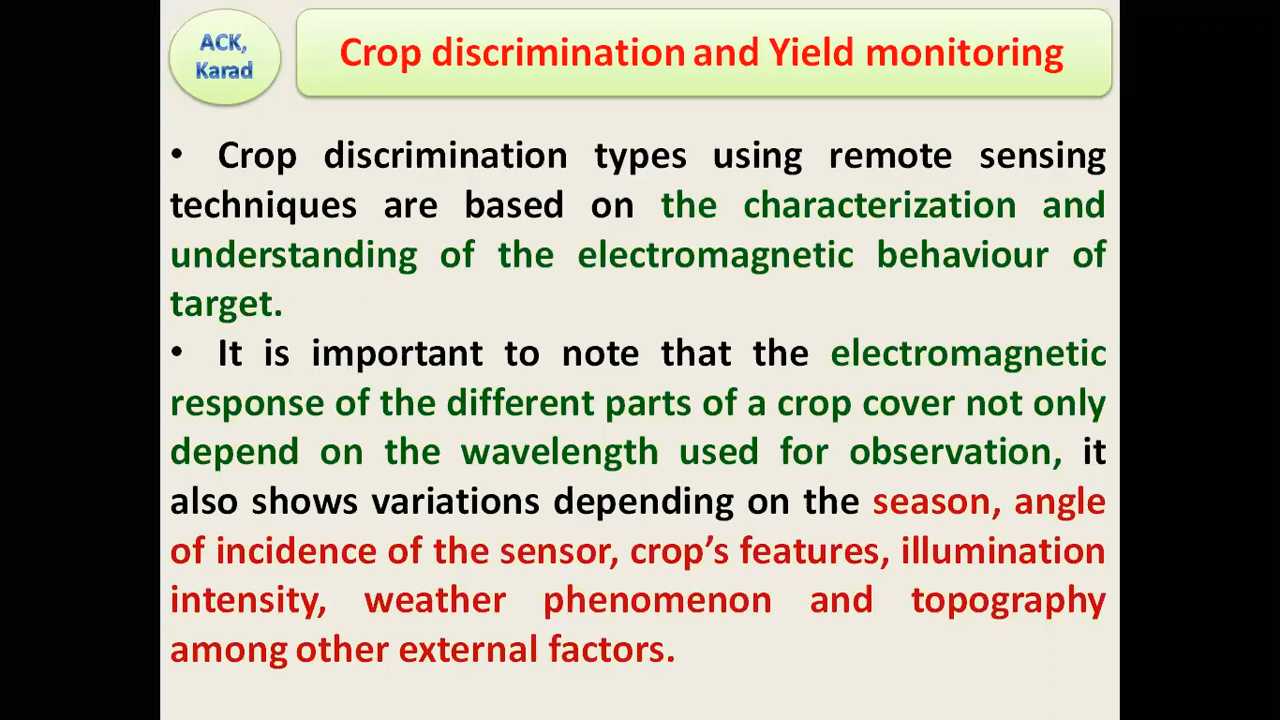 ACK,
Karad
Crop discrimination and Yield monitoring
• Crop discrimination types using remote sensing
techniques are based on the characterization and
understanding of the electromagnetic behaviour of
target.
• It is important to note that the electromagnetic
response of the different parts of a crop cover not only
depend on the wavelength used for observation, it
also shows variations depending on the season, angle
of incidence of the sensor, crop’s features, illumination
intensity, weather phenomenon and topography
among other external factors.